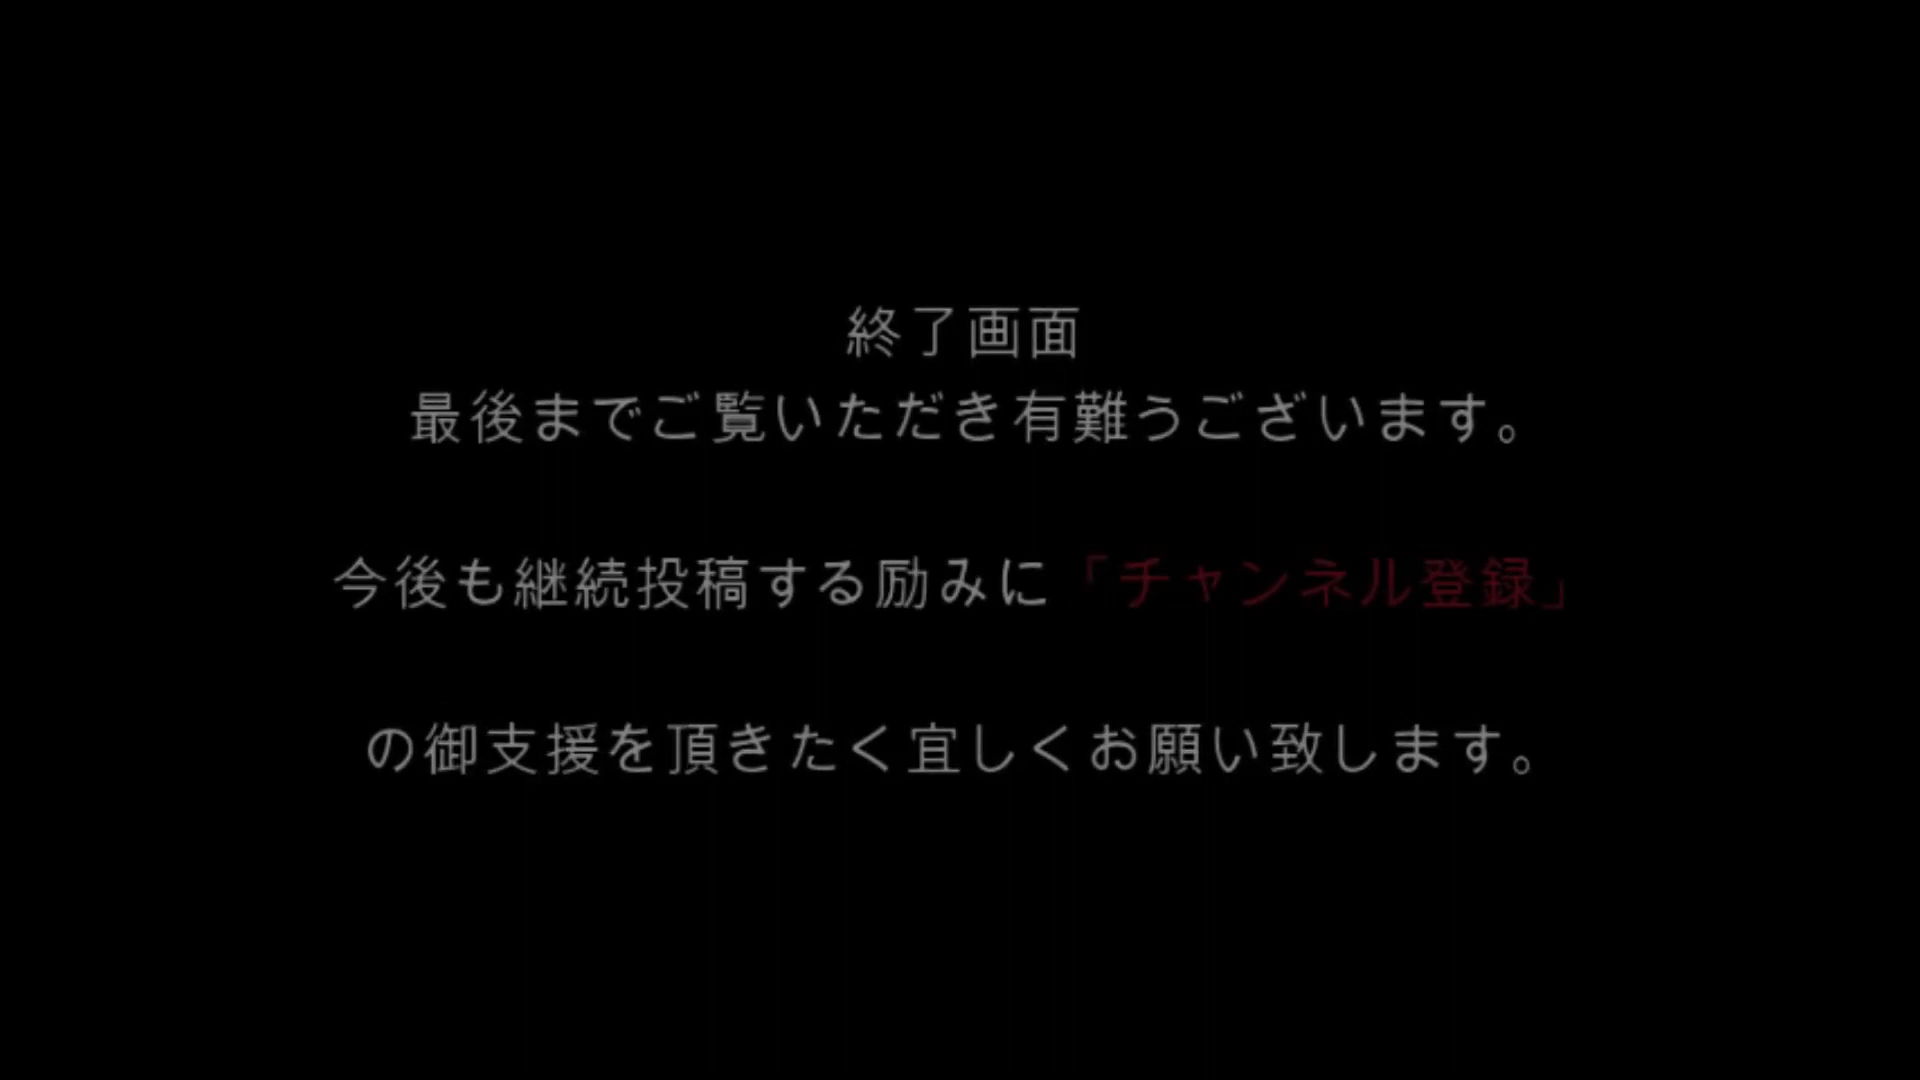 終了画面
最後までご覧いただき有難うございます。
今後も継続投稿する励みに「チャンネル登録」
の御支援を頂きたく宜しくお願い致します。